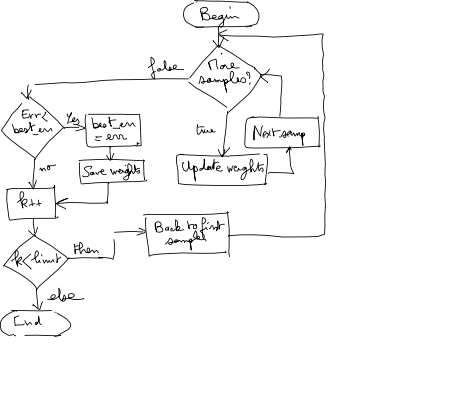 Begin
More
samples?
false
true
Err<
best_err
Yes
best_err
= err
Next samp
no
Save weights
Update weights
k++
Back to first
sample
k<limit
then
else
End